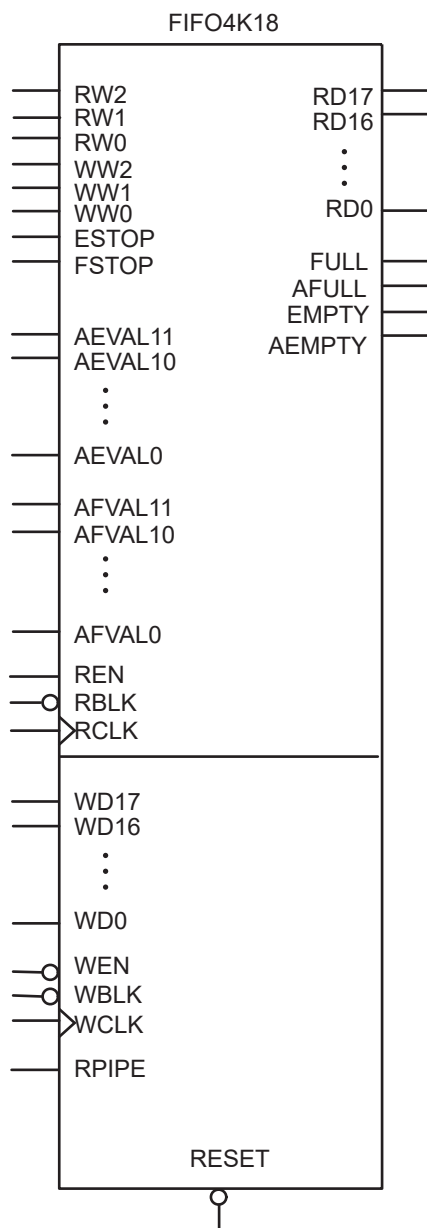 FIFO4K18
RW2
RW1
RW0
WW2
WW1
WW0
ESTOP
FSTOP
AEVAL11
AEVAL10
AEVAL0
AFVAL11
AFVAL10
AFVAL0
REN
RBLK
RCLK
WD17
WD16
WD0
WEN
WBLK
WCLK
RPIPE
RD17
RD16
RD0
FULL
AFULL
EMPTY
AEMPTY
RESET